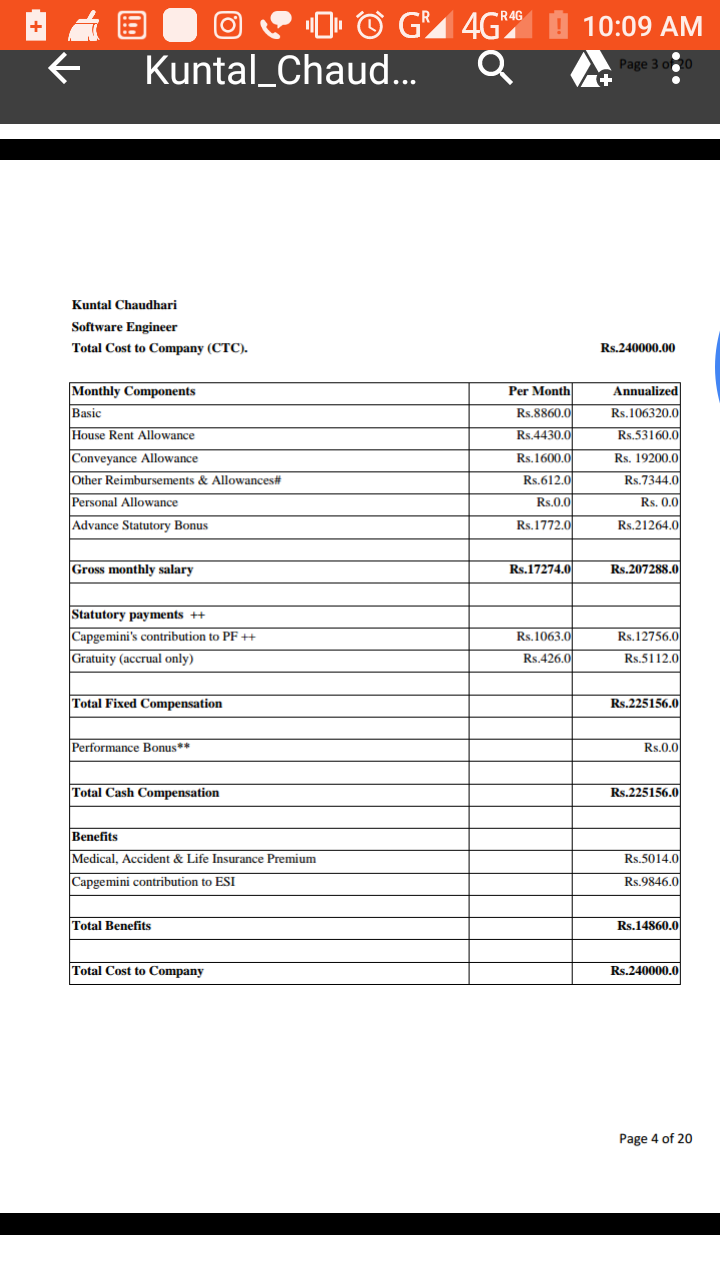 GR 4G R4G 10:09 AM
Kuntal_Chaud...
Page 3 of 20
Kuntal Chaudhari
Software Engineer
Total Cost to Company (CTC). Rs.240000.00
Monthly Components Per Month Annualized
Basic Rs.8860.0 Rs.106320.0
House Rent Allowance Rs.4430.0 Rs.53160.0
Conveyance Allowance Rs.1600.0 Rs. 19200.0
Other Reimbursements & Allowances# Rs.612.0 Rs.7344.0
Personal Allowance Rs.0.0 Rs. 0.0
Advance Statutory Bonus Rs.1772.0 Rs.21264.0
Gross monthly salary Rs.17274.0 Rs.207288.0
Statutory payments ++
Capgemini's contribution to PF ++ Rs.1063.0 Rs.12756.0
Gratuity (accrual only) Rs.426.0 Rs.5112.0
Total Fixed Compensation Rs.225156.0
Performance Bonus** Rs.0.0
Total Cash Compensation Rs.225156.0
Benefits
Medical, Accident & Life Insurance Premium Rs.5014.0
Capgemini contribution to ESI Rs.9846.0
Total Benefits Rs.14860.0
Total Cost to Company Rs.240000.0
Page 4 of 20